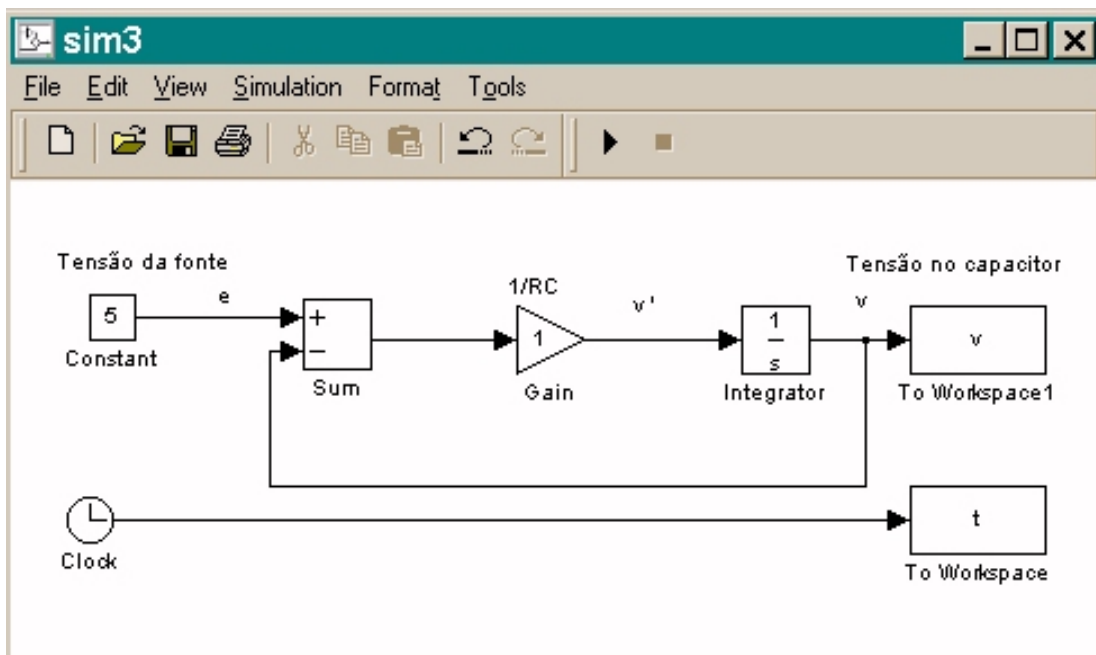 sim3
File Edit View Simulation Format Tools
Tensão da fonte
Tensão no capacitor
1/RC
e
v'
v
5
+
−
1
1
s
v
Constant
Sum
Gain
Integrator
To Workspace1
t
Clock
To Workspace